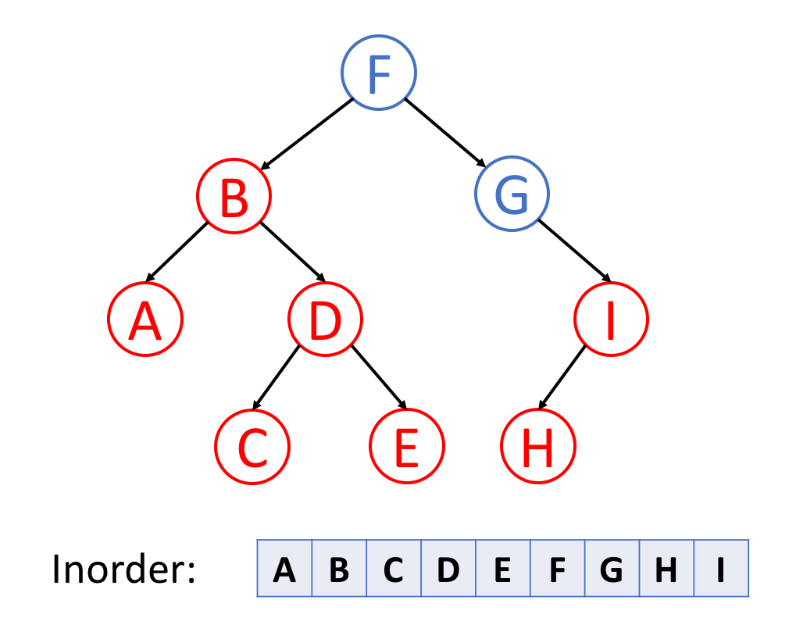 F
B G
A D I
C E H
Inorder: A B C D E F G H I